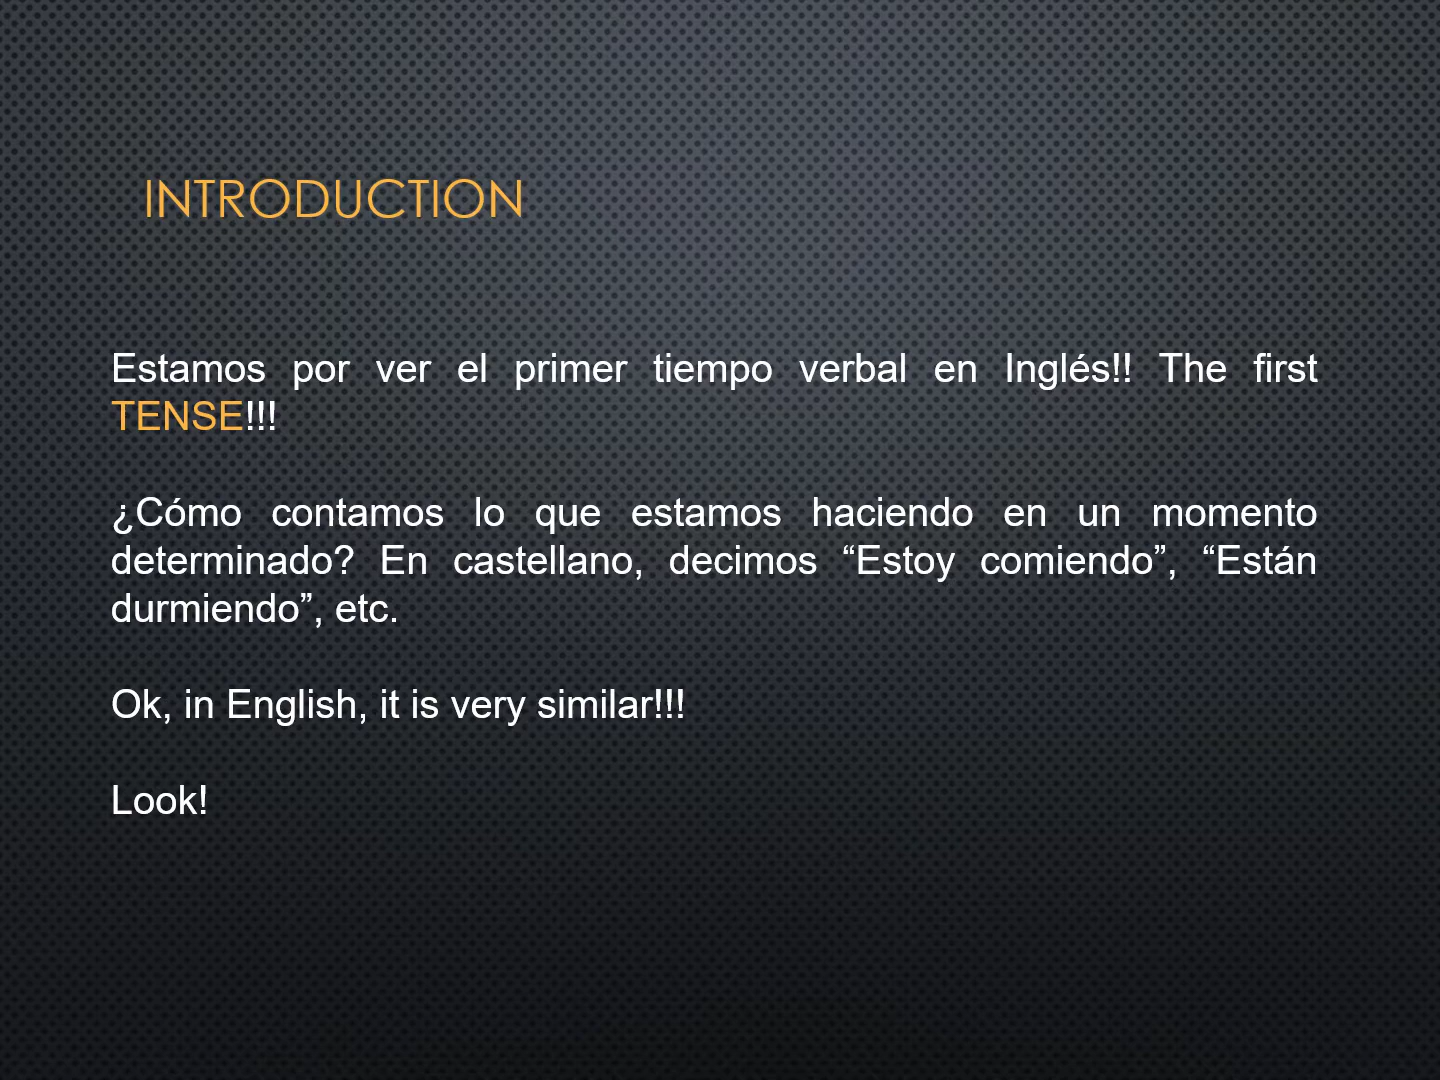 INTRODUCTION
Estamos por ver el primer tiempo verbal en Inglés!! The first
TENSE!!!
¿Cómo contamos lo que estamos haciendo en un momento
determinado? En castellano, decimos “Estoy comiendo”, “Están
durmiendo”, etc.
Ok, in English, it is very similar!!!
Look!